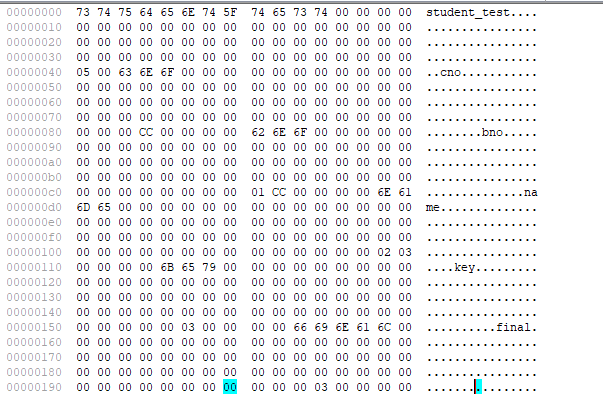 00000000 73 74 75 64 65 6E 74 5F 74 65 73 74 00 00 00 00 student_test....
00000010 00 00 00 00 00 00 00 00 00 00 00 00 00 00 00 00 ................
00000020 00 00 00 00 00 00 00 00 00 00 00 00 00 00 00 00 ................
00000030 00 00 00 00 00 00 00 00 00 00 00 00 00 00 00 00 ................
00000040 05 00 63 6E 6F 00 00 00 00 00 00 00 00 00 00 00 ..cno...........
00000050 00 00 00 00 00 00 00 00 00 00 00 00 00 00 00 00 ................
00000060 00 00 00 00 00 00 00 00 00 00 00 00 00 00 00 00 ................
00000070 00 00 00 00 00 00 00 00 00 00 00 00 00 00 00 00 ................
00000080 00 00 00 CC 00 00 00 00 62 6E 6F 00 00 00 00 00 ........bno.....
00000090 00 00 00 00 00 00 00 00 00 00 00 00 00 00 00 00 ................
000000a0 00 00 00 00 00 00 00 00 00 00 00 00 00 00 00 00 ................
000000b0 00 00 00 00 00 00 00 00 00 00 00 00 00 00 00 00 ................
000000c0 00 00 00 00 00 00 00 00 01 CC 00 00 00 00 6E 61 ..............na
000000d0 6D 65 00 00 00 00 00 00 00 00 00 00 00 00 00 00 me..............
000000e0 00 00 00 00 00 00 00 00 00 00 00 00 00 00 00 00 ................
000000f0 00 00 00 00 00 00 00 00 00 00 00 00 00 00 00 00 ................
00000100 00 00 00 00 00 00 00 00 00 00 00 00 00 00 02 03 ................
00000110 00 00 00 00 6B 65 79 00 00 00 00 00 00 00 00 00 ....key.........
00000120 00 00 00 00 00 00 00 00 00 00 00 00 00 00 00 00 ................
00000130 00 00 00 00 00 00 00 00 00 00 00 00 00 00 00 00 ................
00000140 00 00 00 00 00 00 00 00 00 00 00 00 00 00 00 00 ................
00000150 00 00 00 00 00 03 00 00 00 00 66 69 6E 61 6C 00 ..........final.
00000160 00 00 00 00 00 00 00 00 00 00 00 00 00 00 00 00 ................
00000170 00 00 00 00 00 00 00 00 00 00 00 00 00 00 00 00 ................
00000180 00 00 00 00 00 00 00 00 00 00 00 00 00 00 00 00 ................
00000190 00 00 00 00 00 00 00 00 00 00 00 03 00 00 00 00 ................